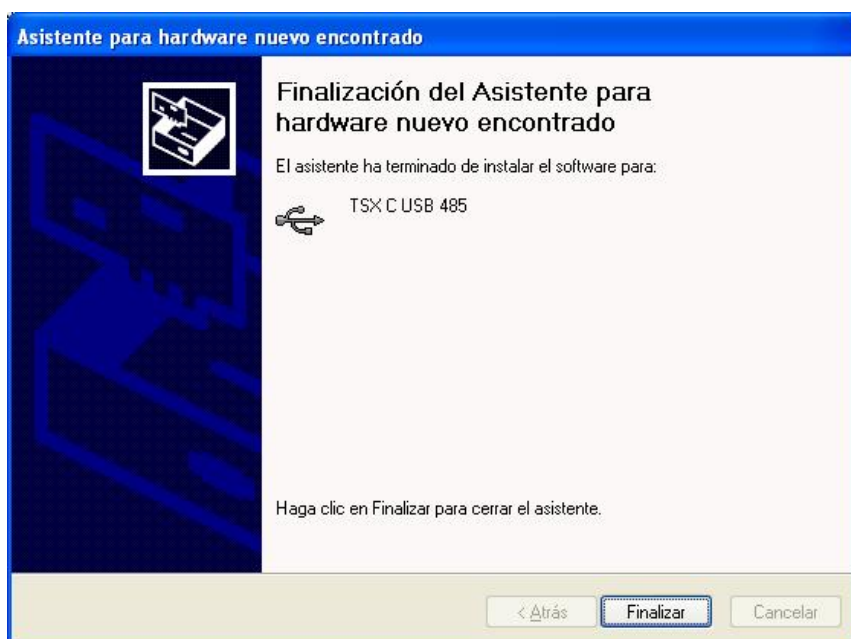 Asistente para hardware nuevo encontrado
Finalización del Asistente para
hardware nuevo encontrado
El asistente ha terminado de instalar el software para:
TSX C USB 485
Haga clic en Finalizar para cerrar el asistente.
< Atrás
Finalizar
Cancelar